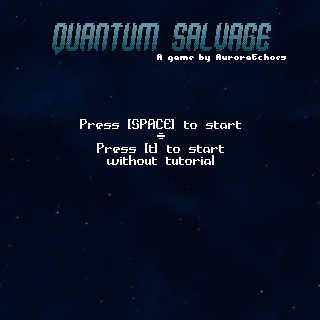 QUANTUM SALVAGE
A game by AuroraEchoes
Press [SPACE] to start
÷
Press [t] to start
without tutorial